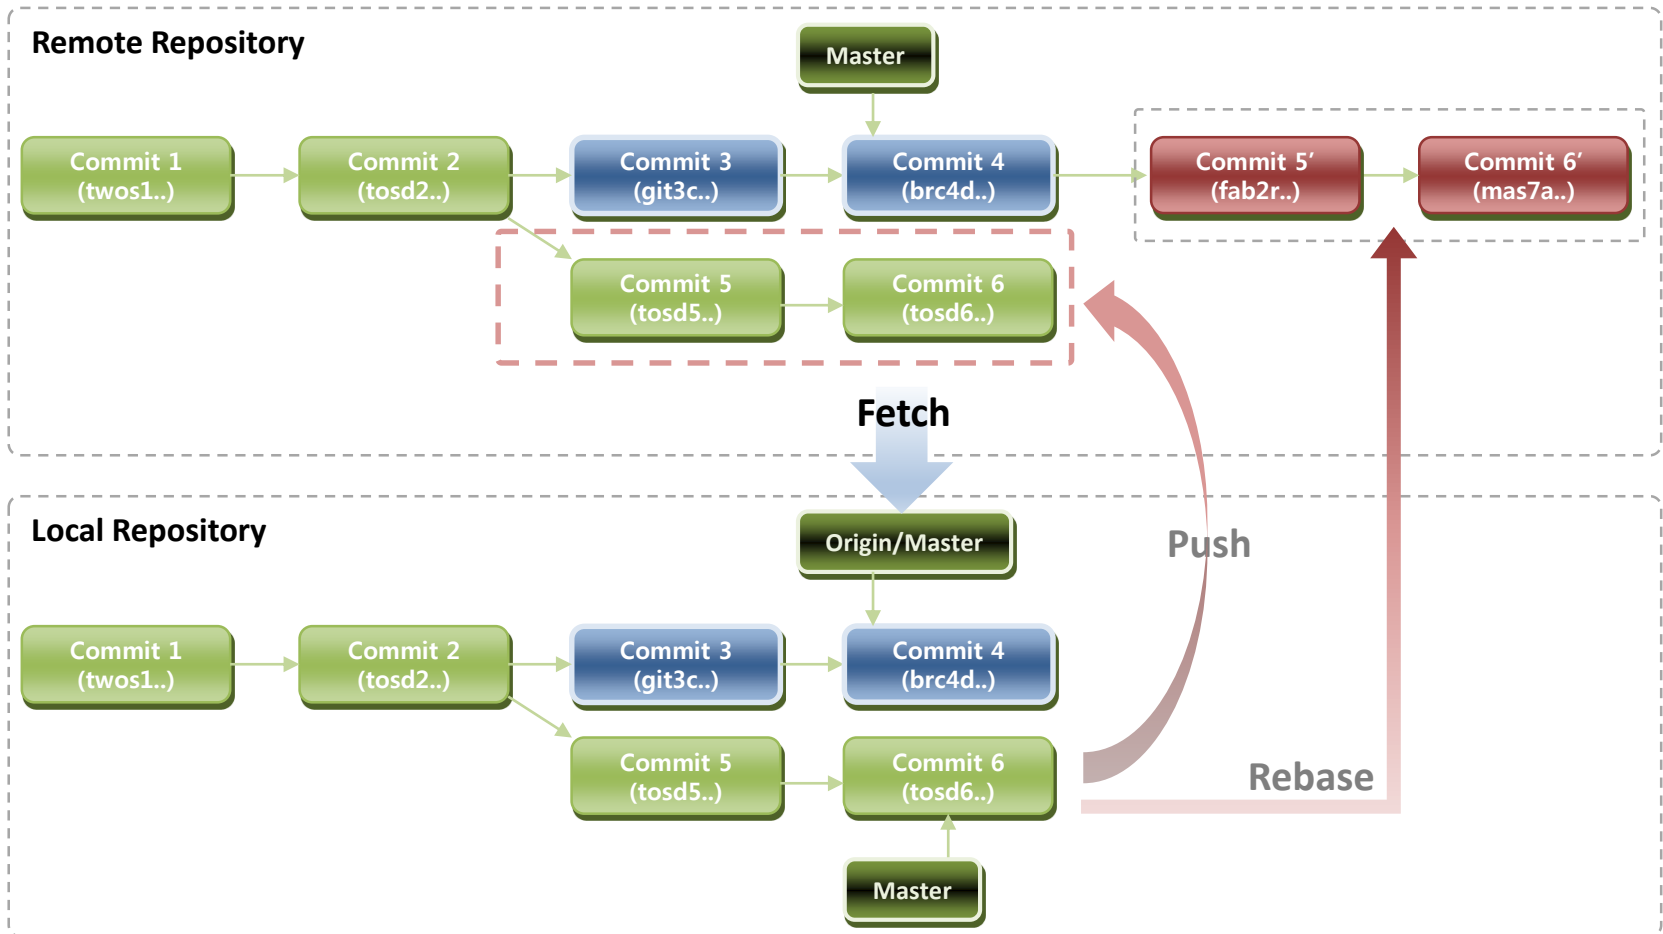 Remote Repository
Master
Commit 1
(twos1..)
Commit 2
(tosd2..)
Commit 3
(git3c..)
Commit 4
(brc4d..)
Commit 5’
(fab2r..)
Commit 6’
(mas7a..)
Commit 5
(tosd5..)
Commit 6
(tosd6..)
Fetch
Local Repository
Origin/Master
Push
Commit 1
(twos1..)
Commit 2
(tosd2..)
Commit 3
(git3c..)
Commit 4
(brc4d..)
Commit 5
(tosd5..)
Commit 6
(tosd6..)
Rebase
Master